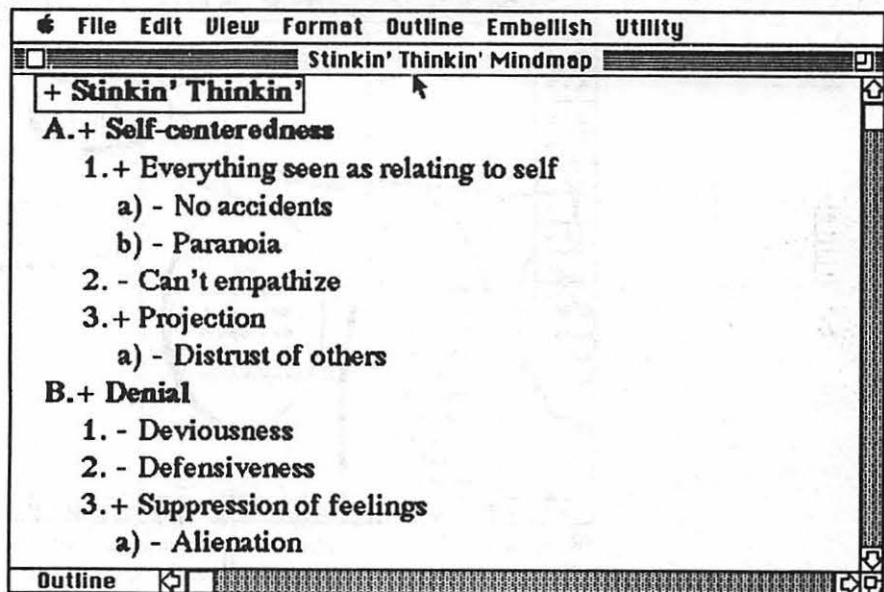 File Edit View Format Outline Embellish Utility
Stinkin' Thinkin' Mindmap
+ Stinkin' Thinkin'
A.+ Self-centeredness
1.+ Everything seen as relating to self
a) - No accidents
b) - Paranoia
2. - Can't empathize
3.+ Projection
a) - Distrust of others
B.+ Denial
1. - Deviousness
2. - Defensiveness
3.+ Suppression of feelings
a) - Alienation
Outline